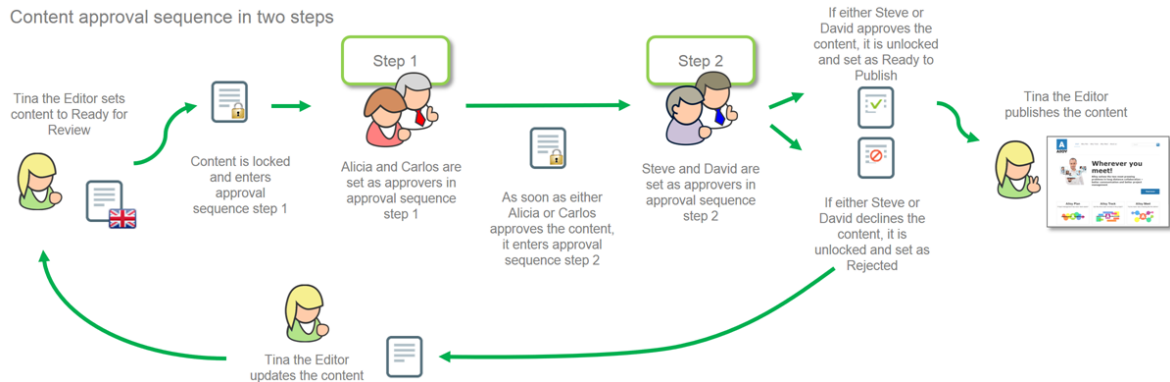 Content approval sequence in two steps
Tina the Editor sets
content to Ready for
Review
Content is locked
and enters
approval
sequence step 1
Step 1
Alicia and Carlos are
set as approvers in
approval sequence
step 1
As soon as either
Alicia or Carlos
approves the content,
it enters approval
sequence step 2
Step 2
Steve and David are
set as approvers in
approval sequence
step 2
If either Steve or
David approves the
content, it is unlocked
and set as Ready to
Publish
If either Steve or
David declines the
content, it is
unlocked and set as
Rejected
Tina the Editor
publishes the content
Wherever you
meet!
Alloy Plan
Alloy Track
Alloy Meet
Tina the Editor
updates the content